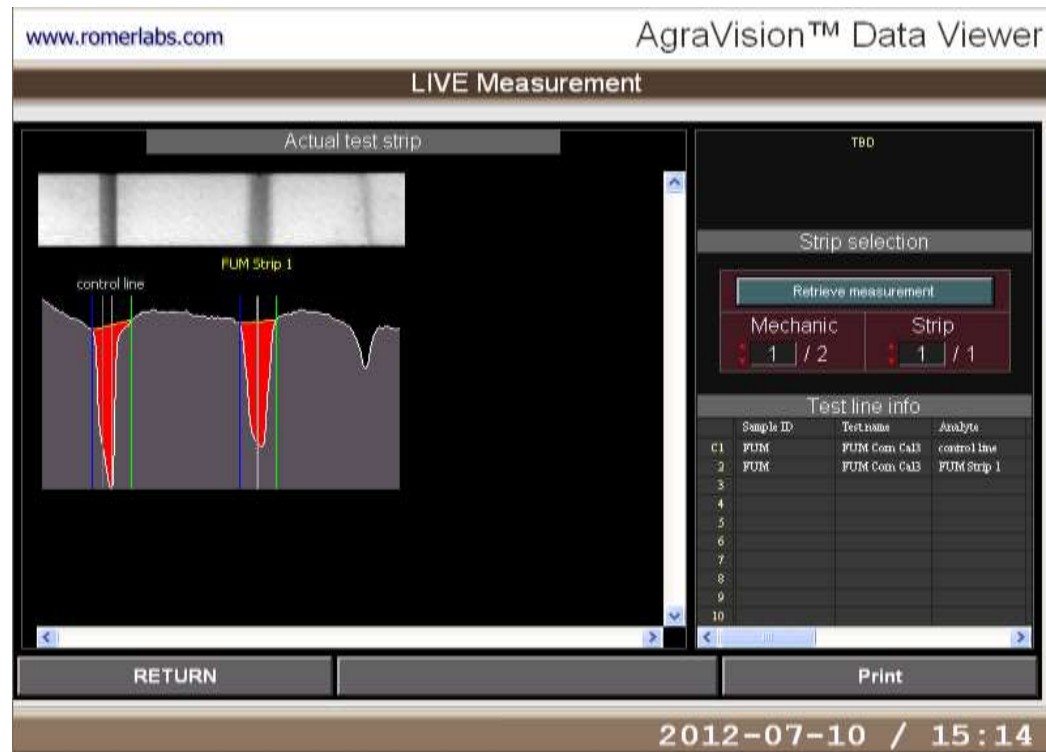 www.romerlabs.com
AgraVision™ Data Viewer
LIVE Measurement
Actual test strip
FUM Strip 1
control line
TBD
Strip selection
Retrieve measurement
Mechanic Strip
1 / 2 1 / 1
Test line info
Sample ID Test name Analyte
C1 FUM FUM Corn Cal3 control line
2 FUM FUM Corn Cal3 FUM Strip 1
3
4
5
6
7
8
9
10
RETURN
Print
2012-07-10 / 15:14